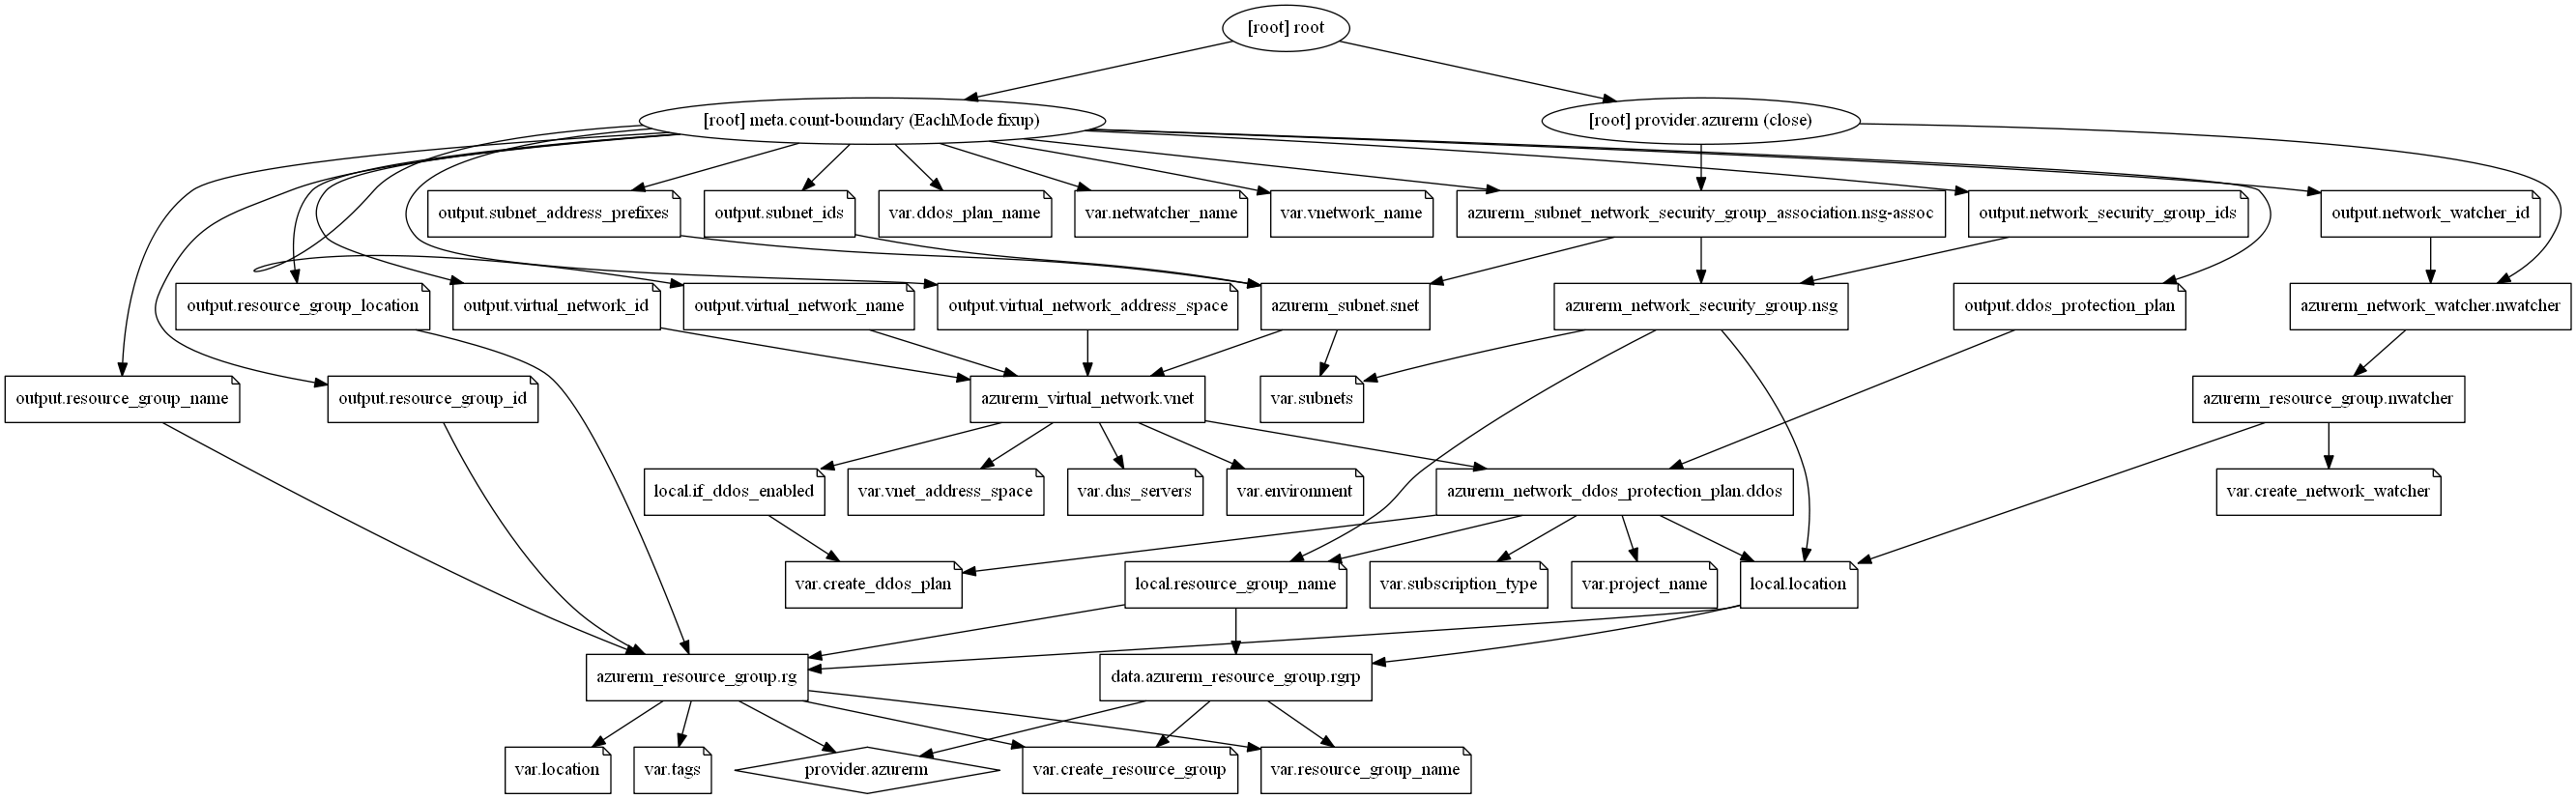 [root] root
[root] meta.count-boundary (EachMode fixup)
[root] provider.azurerm (close)
output.subnet_address_prefixes
output.subnet_ids
var.ddos_plan_name
var.netwatcher_name
var.vnetwork_name
azurerm_subnet_network_security_group_association.nsg-assoc
output.network_security_group_ids
output.network_watcher_id
output.resource_group_location
output.virtual_network_id
output.virtual_network_name
output.virtual_network_address_space
azurerm_subnet.snet
azurerm_network_security_group.nsg
output.ddos_protection_plan
azurerm_network_watcher.nwatcher
output.resource_group_name
output.resource_group_id
azurerm_virtual_network.vnet
var.subnets
azurerm_resource_group.nwatcher
local.if_ddos_enabled
var.vnet_address_space
var.dns_servers
var.environment
azurerm_network_ddos_protection_plan.ddos
var.create_network_watcher
var.create_ddos_plan
local.resource_group_name
var.subscription_type
var.project_name
local.location
azurerm_resource_group.rg
data.azurerm_resource_group.rgrp
var.location
var.tags
provider.azurerm
var.create_resource_group
var.resource_group_name